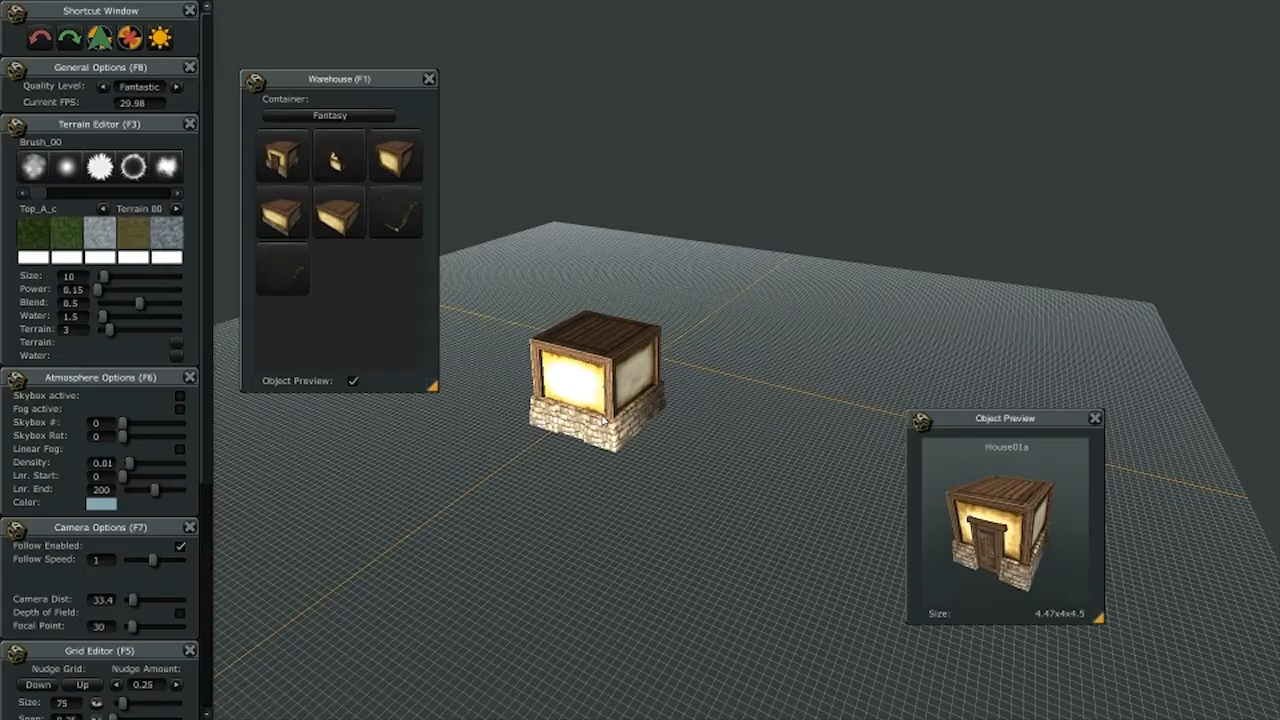 Shortcut Window
General Options (F8)
Quality Level: Fantastic
Current FPS: 29.98
Terrain Editor (F3)
Brush_00
Top_A_c Terrain 00
Size: 10
Power: 0.15
Blend: 0.5
Water: 1.5
Terrain: 3
Terrain:
Water:
Atmosphere Options (F6)
Skybox active:
Fog active:
Skybox #: 0
Skybox Rot: 0
Linear Fog:
Density: 0.01
Lnr. Start: 0
Lnr. End: 200
Color:
Camera Options (F7)
Follow Enabled:
Follow Speed: 1
Camera Dist: 33.4
Depth of Field:
Focal Point: 30
Grid Editor (F5)
Nudge Grid: Nudge Amount:
Down Up 0.25
Size: 75
Warehouse (F1)
Container:
Fantasy
Object Preview:
Object Preview
House01a
Size: 4.47x4x4.5